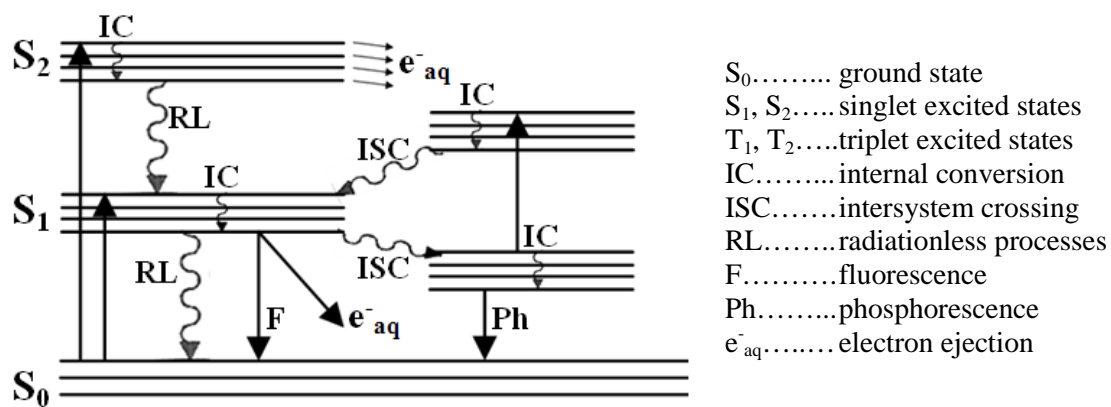 IC
S₂
e⁻aq
RL
IC
ISC
IC
S₁
IC
ISC
RL
F
e⁻aq
Ph
S₀
S₀……... ground state
S₁, S₂….. singlet excited states
T₁, T₂…..triplet excited states
IC……... internal conversion
ISC……. intersystem crossing
RL…….. radiationless processes
F………. fluorescence
Ph……... phosphorescence
e⁻aq…..… electron ejection